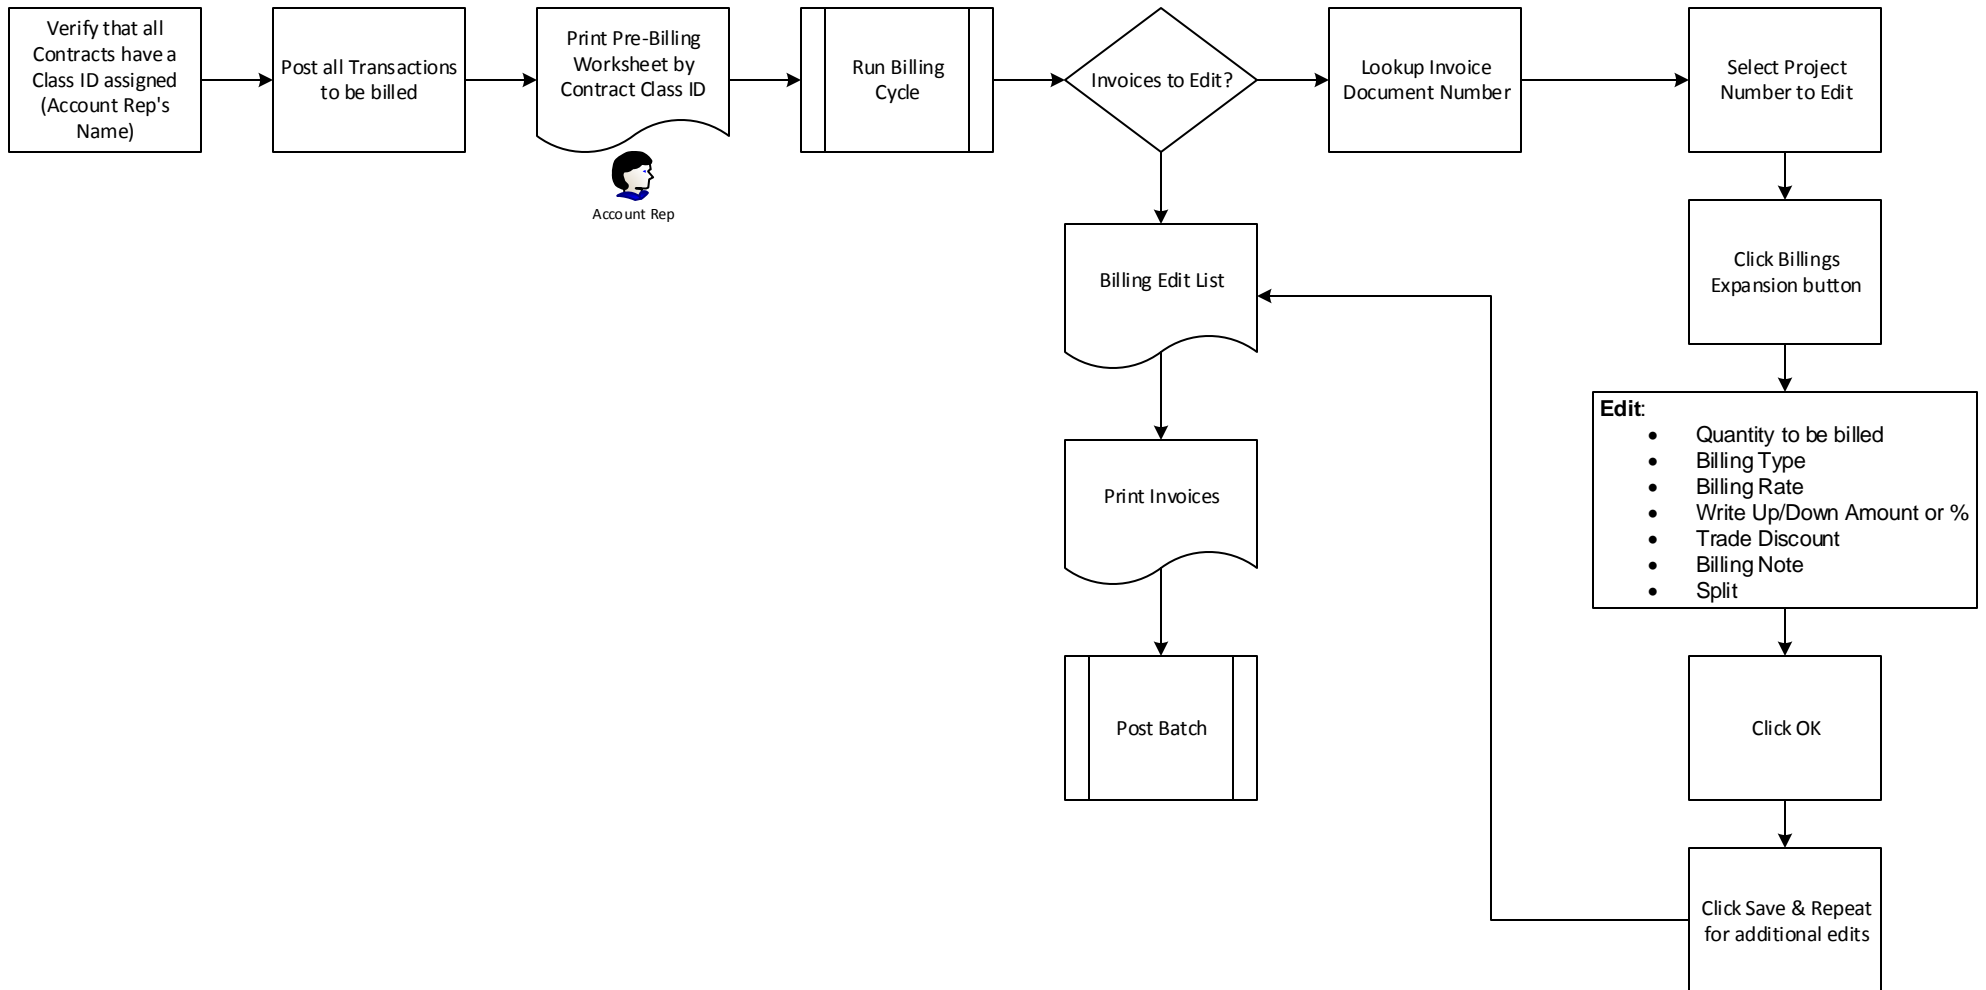 Verify that all
Contracts have a
Class ID assigned
(Account Rep's
Name)
Post all Transactions
to be billed
Print Pre-Billing
Worksheet by
Contract Class ID
Account Rep
Run Billing
Cycle
Invoices to Edit?
Lookup Invoice
Document Number
Select Project
Number to Edit
Click Billings
Expansion button
Edit:
• Quantity to be billed
• Billing Type
• Billing Rate
• Write Up/Down Amount or %
• Trade Discount
• Billing Note
• Split
Click OK
Click Save & Repeat
for additional edits
Billing Edit List
Print Invoices
Post Batch